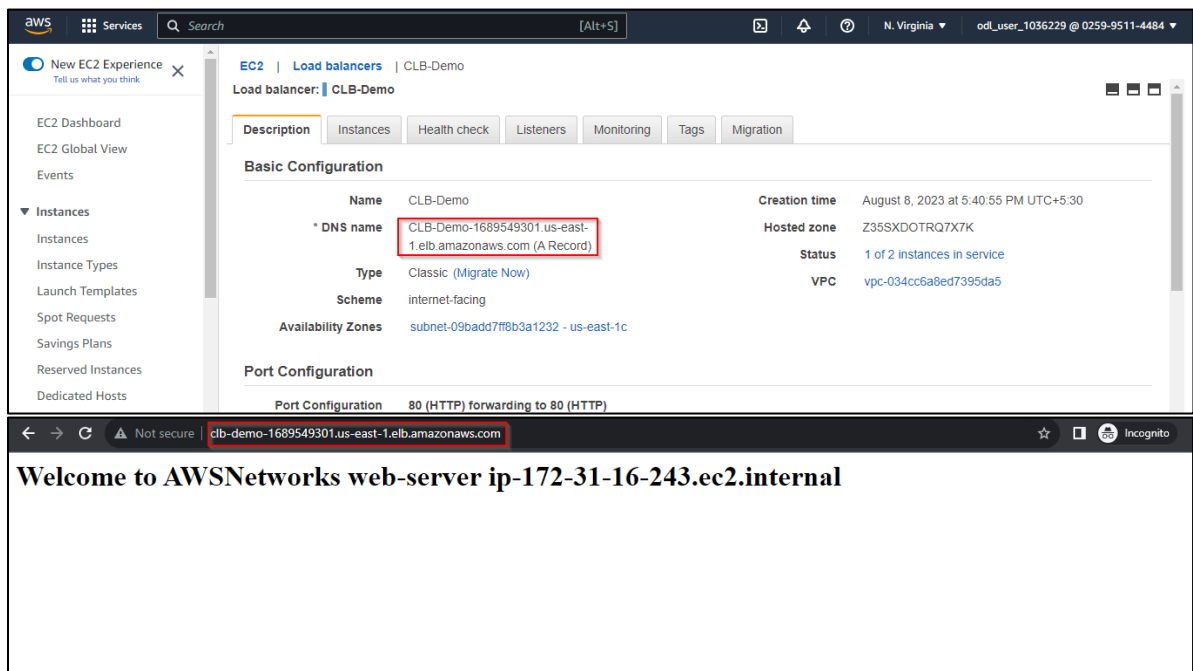 aws Services Search [Alt+S] N. Virginia ▼ odl_user_1036229 @ 0259-9511-4484 ▼
New EC2 Experience
Tell us what you think
EC2 Dashboard
EC2 Global View
Events
▼ Instances
Instances
Instance Types
Launch Templates
Spot Requests
Savings Plans
Reserved Instances
Dedicated Hosts
EC2 | Load balancers | CLB-Demo
Load balancer: CLB-Demo
Description Instances Health check Listeners Monitoring Tags Migration
Basic Configuration
Name CLB-Demo
* DNS name CLB-Demo-1689549301.us-east-
1.elb.amazonaws.com (A Record)
Type Classic (Migrate Now)
Scheme internet-facing
Availability Zones subnet-09badd7ff8b3a1232 - us-east-1c
Creation time August 8, 2023 at 5:40:55 PM UTC+5:30
Hosted zone Z35SXDOTRQ7X7K
Status 1 of 2 instances in service
VPC vpc-034cc6a8ed7395da5
Port Configuration
Port Configuration 80 (HTTP) forwarding to 80 (HTTP)
Not secure | clb-demo-1689549301.us-east-1.elb.amazonaws.com Incognito
Welcome to AWSNetworks web-server ip-172-31-16-243.ec2.internal